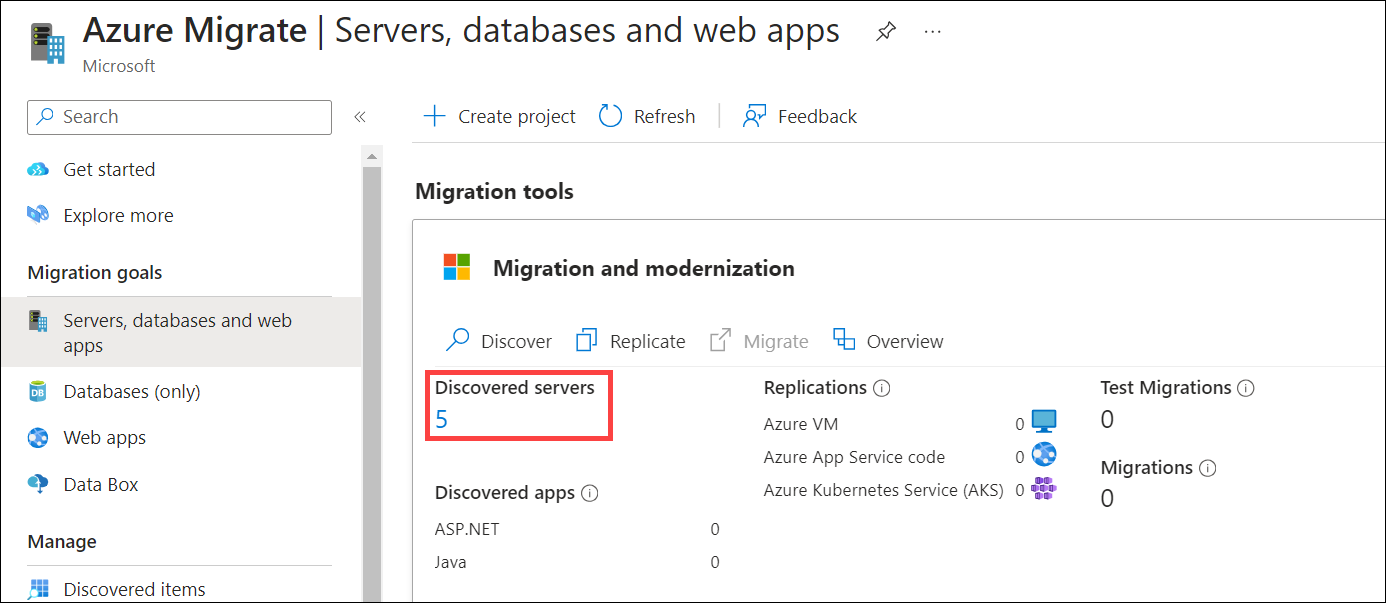 Azure Migrate | Servers, databases and web apps
Microsoft
Search
Create project
Refresh
Feedback
Get started
Explore more
Migration goals
Servers, databases and web
apps
Databases (only)
Web apps
Data Box
Manage
Discovered items
Migration tools
Migration and modernization
Discover
Replicate
Migrate
Overview
Discovered servers
5
Discovered apps
ASP.NET 0
Java 0
Replications
Azure VM 0
Azure App Service code 0
Azure Kubernetes Service (AKS) 0
Test Migrations
0
Migrations
0